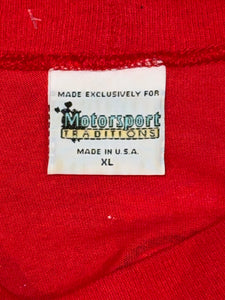 MADE EXCLUSIVELY FOR
Motorsport
TRADITIONS
MADE IN U.S.A.
XL